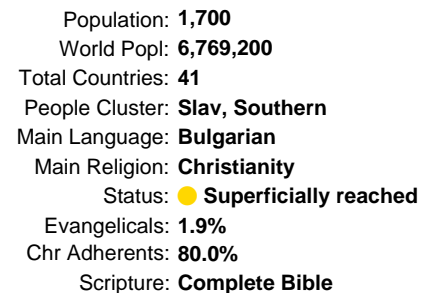 Population: 1,700
World Popl: 6,769,200
Total Countries: 41
People Cluster: Slav, Southern
Main Language: Bulgarian
Main Religion: Christianity
Status: Superficially reached
Evangelicals: 1.9%
Chr Adherents: 80.0%
Scripture: Complete Bible